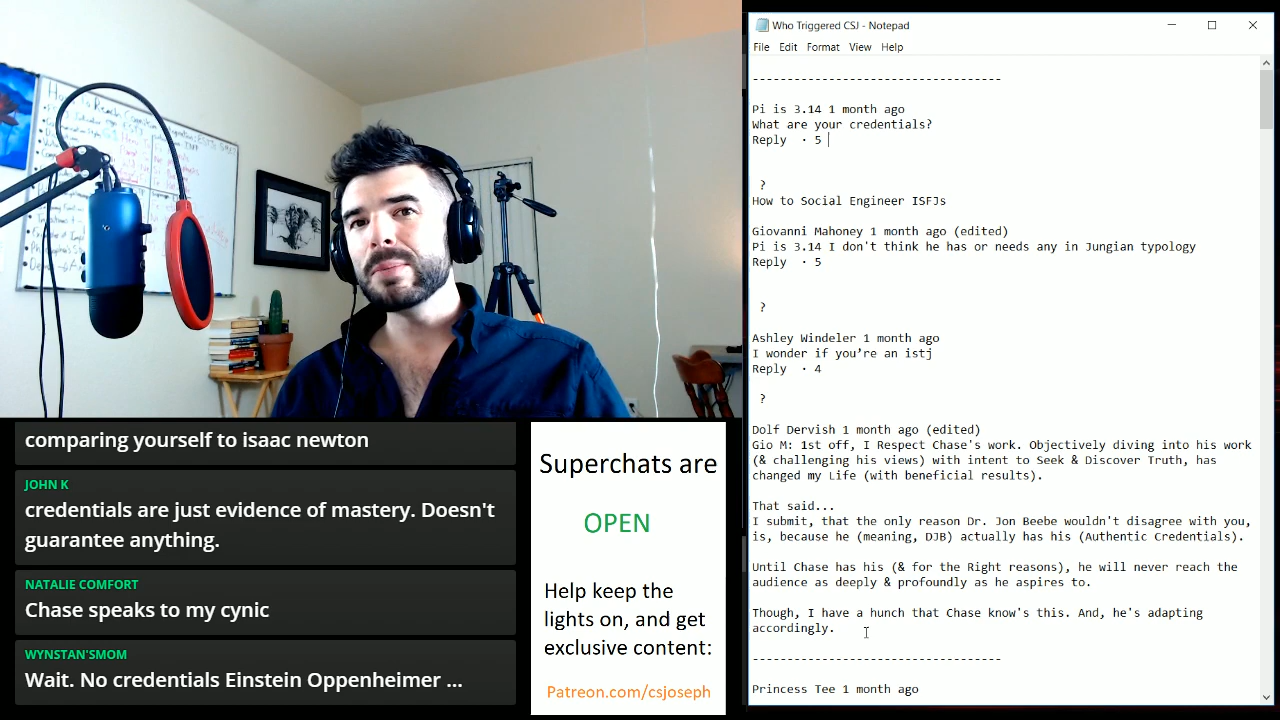 Who Triggered CSJ - Notepad
File Edit Format View Help
-----------------------------------
Pi is 3.14 1 month ago
What are your credentials?
Reply · 5
?
How to Social Engineer ISFJs
Giovanni Mahoney 1 month ago (edited)
Pi is 3.14 I don't think he has or needs any in Jungian typology
Reply · 5
?
Ashley Windeler 1 month ago
I wonder if you’re an istj
Reply · 4
?
Dolf Dervish 1 month ago (edited)
Gio M: 1st off, I Respect Chase's work. Objectively diving into his work
(& challenging his views) with intent to Seek & Discover Truth, has
changed my Life (with beneficial results).
That said...
I submit, that the only reason Dr. Jon Beebe wouldn't disagree with you,
is, because he (meaning, DJB) actually has his (Authentic Credentials).
Until Chase has his (& for the Right reasons), he will never reach the
audience as deeply & profoundly as he aspires to.
Though, I have a hunch that Chase know's this. And, he's adapting
accordingly.
-----------------------------------
Princess Tee 1 month ago
comparing yourself to isaac newton
JOHN K
credentials are just evidence of mastery. Doesn't
guarantee anything.
NATALIE COMFORT
Chase speaks to my cynic
WYNSTAN'SMOM
Wait. No credentials Einstein Oppenheimer ...
Superchats are
OPEN
Help keep the
lights on, and get
exclusive content:
Patreon.com/csjoseph